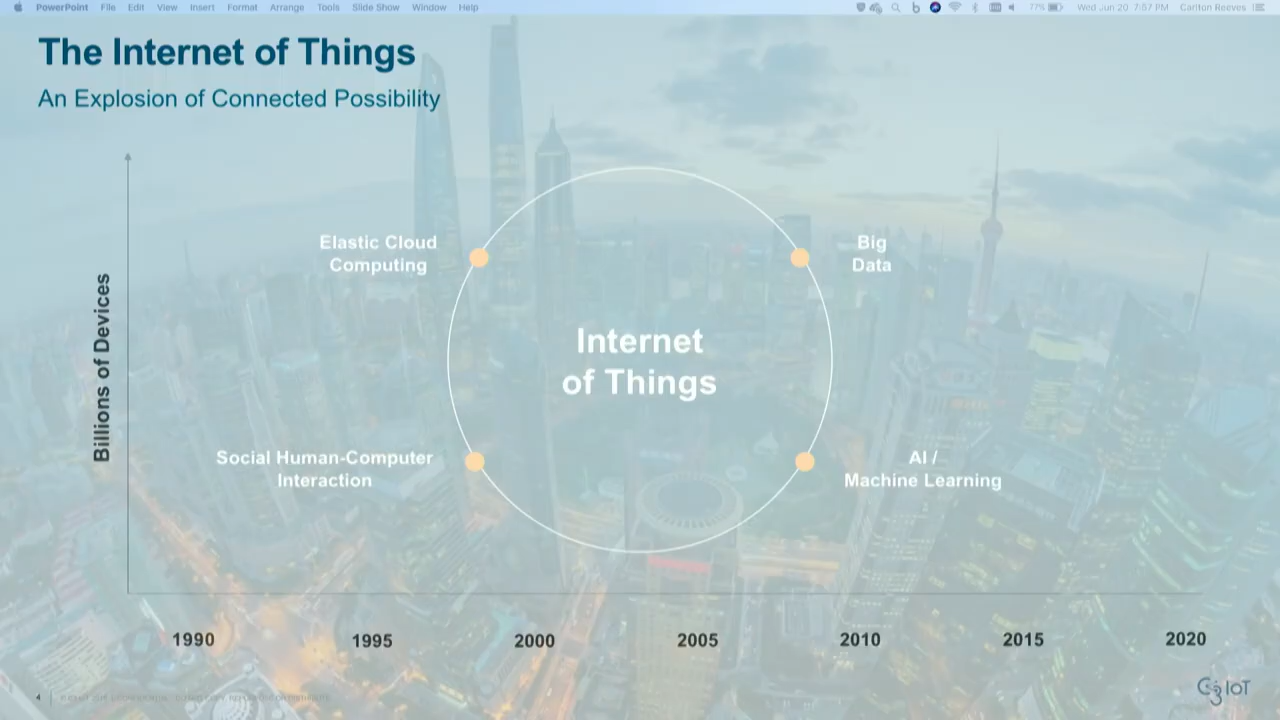 PowerPoint File Edit View Insert Format Arrange Tools Slide Show Window Help 77% Wed Jun 20 7:57 PM Carlton Reeves
The Internet of Things
An Explosion of Connected Possibility
Elastic Cloud
Computing
Big
Data
Billions of Devices
Internet
of Things
Social Human-Computer
Interaction
AI /
Machine Learning
1990 1995 2000 2005 2010 2015 2020
4
C3 IoT